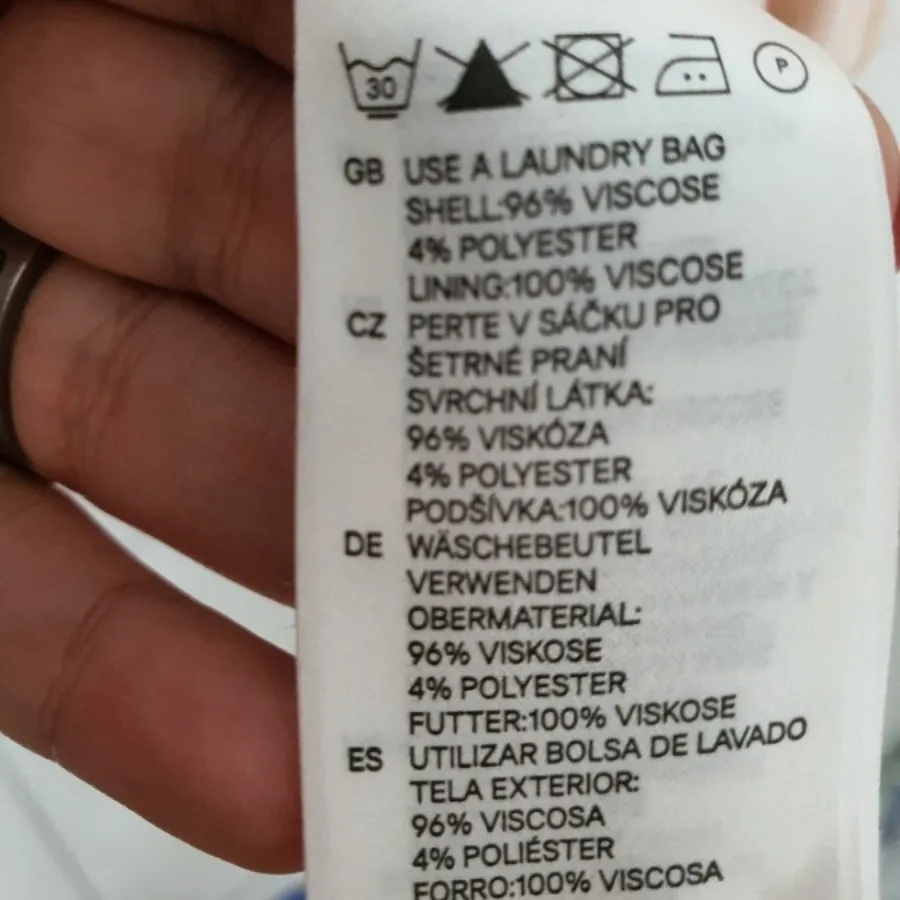 30
P
GB USE A LAUNDRY BAG
SHELL:96% VISCOSE
4% POLYESTER
LINING:100% VISCOSE
CZ PERTE V SÁČKU PRO
ŠETRNÉ PRANÍ
SVRCHNÍ LÁTKA:
96% VISKÓZA
4% POLYESTER
PODŠÍVKA:100% VISKÓZA
DE WÄSCHEBEUTEL
VERWENDEN
OBERMATERIAL:
96% VISKOSE
4% POLYESTER
FUTTER:100% VISKOSE
ES UTILIZAR BOLSA DE LAVADO
TELA EXTERIOR:
96% VISCOSA
4% POLIÉSTER
FORRO:100% VISCOSA